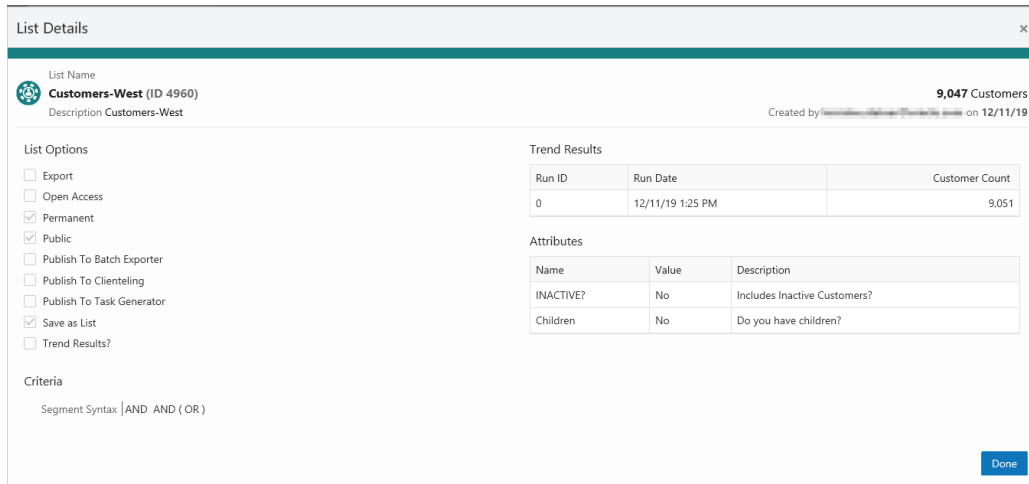 List Details
×
List Name
Customers-West (ID 4960)
9,047 Customers
Description Customers-West
Created by on 12/11/19
List Options
Export
Open Access
Permanent
Public
Publish To Batch Exporter
Publish To Clienteling
Publish To Task Generator
Save as List
Trend Results?
Trend Results
Run ID Run Date Customer Count
0 12/11/19 1:25 PM 9,051
Attributes
Name Value Description
INACTIVE? No Includes Inactive Customers?
Children No Do you have children?
Criteria
Segment Syntax AND AND ( OR )
Done